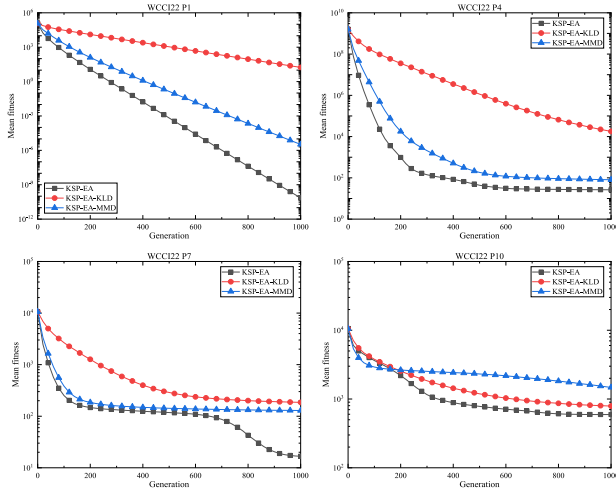 WCCI22 P1
10^6
10^3
10^0
10^-3
10^-6
10^-9
10^-12
Mean fitness
KSP-EA
KSP-EA-KLD
KSP-EA-MMD
0 200 400 600 800 1000
Generation
WCCI22 P4
10^10
10^8
10^6
10^4
10^2
10^0
Mean fitness
KSP-EA
KSP-EA-KLD
KSP-EA-MMD
0 200 400 600 800 1000
Generation
WCCI22 P7
10^5
10^4
10^3
10^2
10^1
Mean fitness
KSP-EA
KSP-EA-KLD
KSP-EA-MMD
0 200 400 600 800 1000
Generation
WCCI22 P10
10^5
10^4
10^3
10^2
Mean fitness
KSP-EA
KSP-EA-KLD
KSP-EA-MMD
0 200 400 600 800 1000
Generation